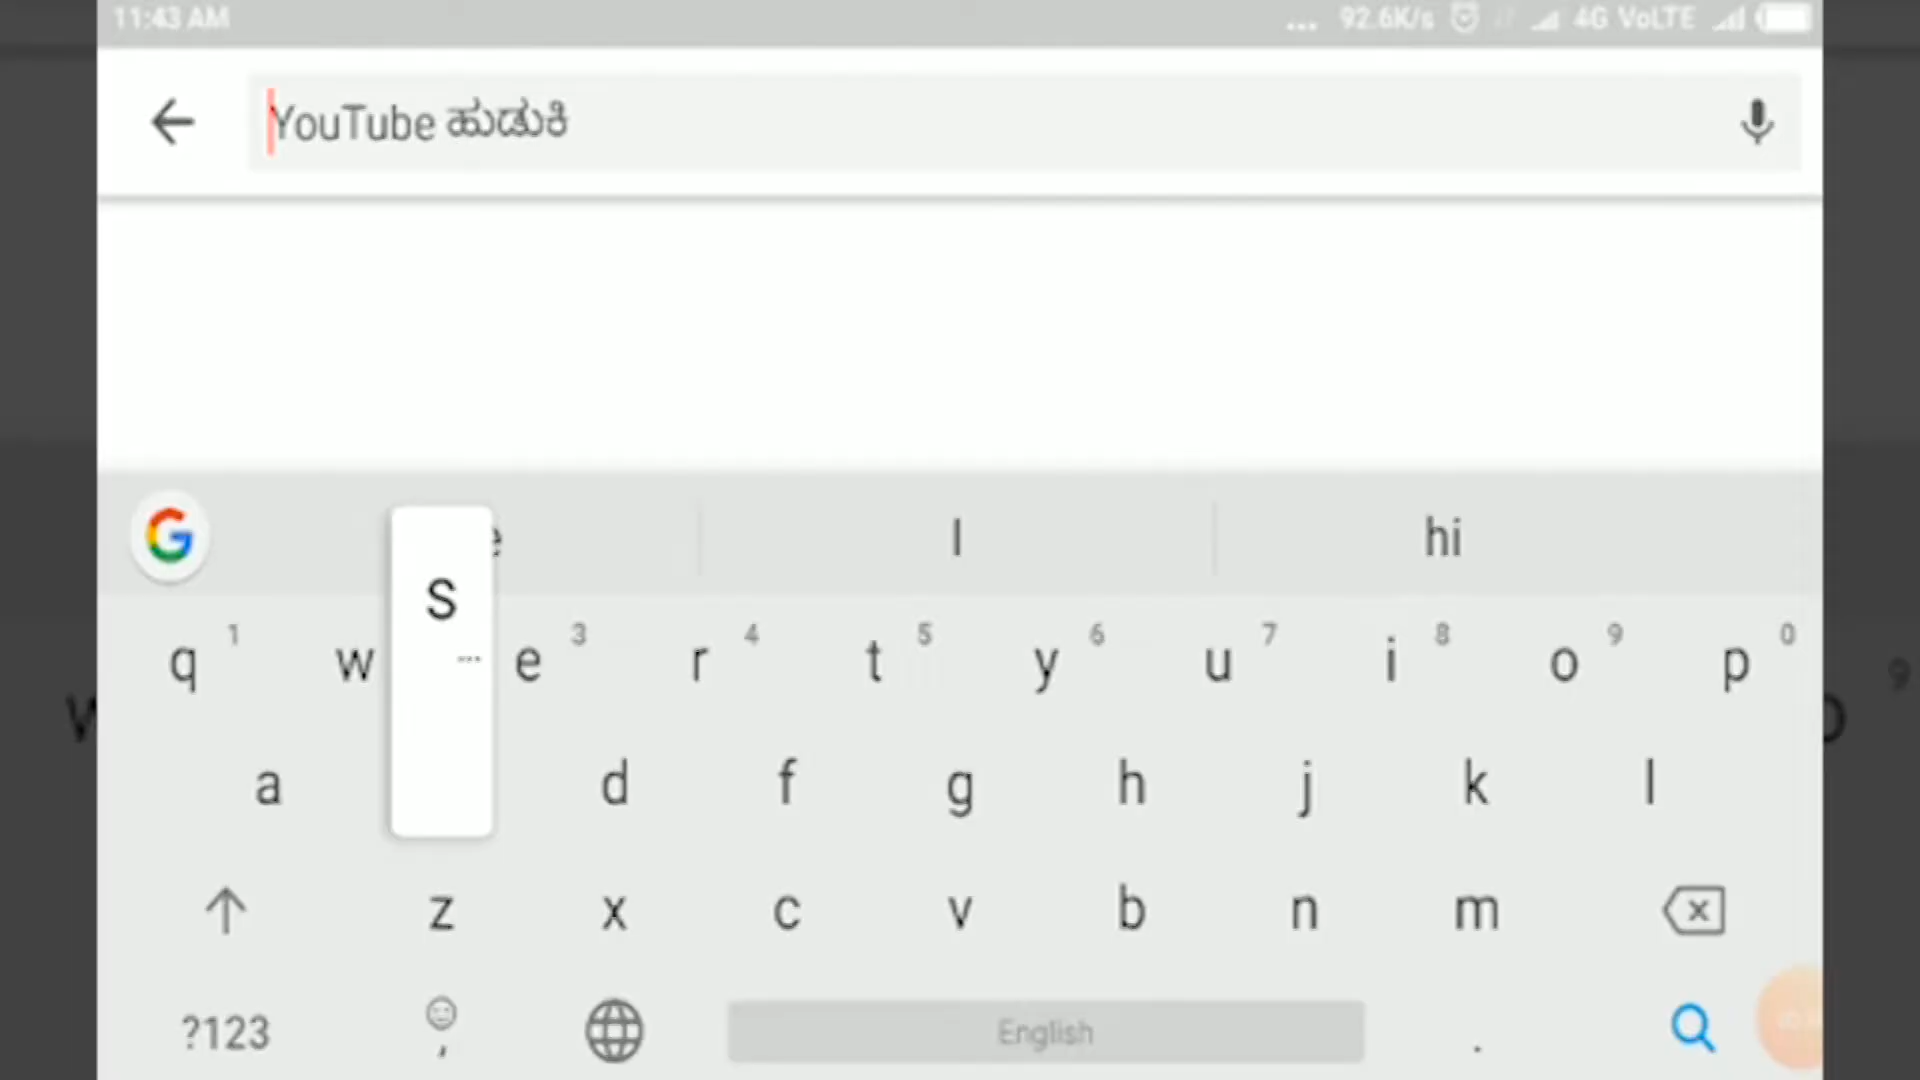 11:43 AM ... 92.6K/s 4G VoLTE
YouTube ಹುಡುಕಿ
I hi
S
q 1 w e 3 r 4 t 5 y 6 u 7 i 8 o 9 p 0
a d f g h j k l
z x c v b n m
?123 , English .